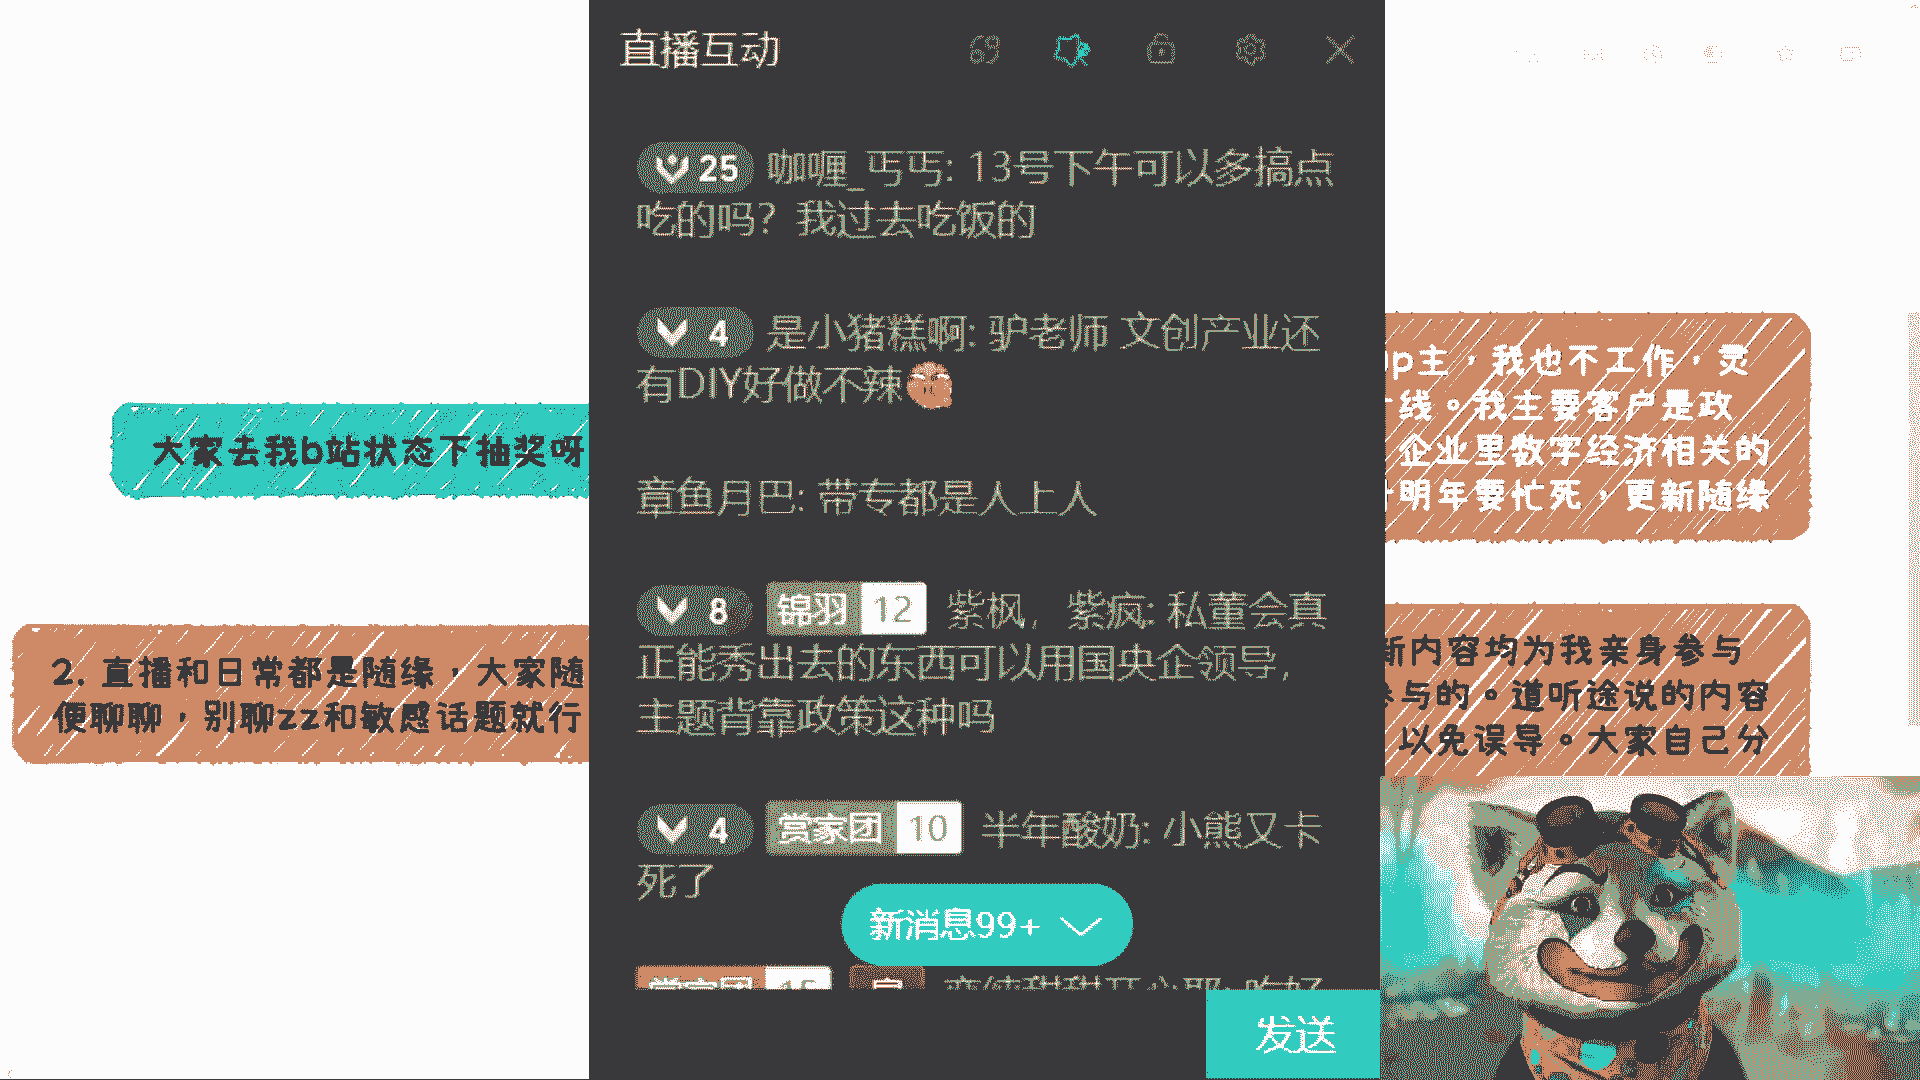 直播互动
25 咖喱_丐丐: 13号下午可以多搞点
吃的吗？我过去吃饭的
4 是小猪糕啊: 驴老师 文创产业还
有DIY好做不辣
章鱼月巴: 带专都是人上人
8 锦羽 12 紫枫，紫疯: 私董会真
正能秀出去的东西可以用国央企领导,
主题背靠政策这种吗
4 赏家团 10 半年酸奶: 小熊又卡
死了
新消息99+
赏家团 15
发送
大家去我b站状态下抽奖呀
2. 直播和日常都是随缘，大家随
便聊聊，别聊zz和敏感话题就行
up主，我也不工作，灵
线。我主要客户是政
企业里数字经济相关的
明年要忙死，更新随缘
新内容均为我亲身参与
参与的。道听途说的内容
以免误导。大家自己分